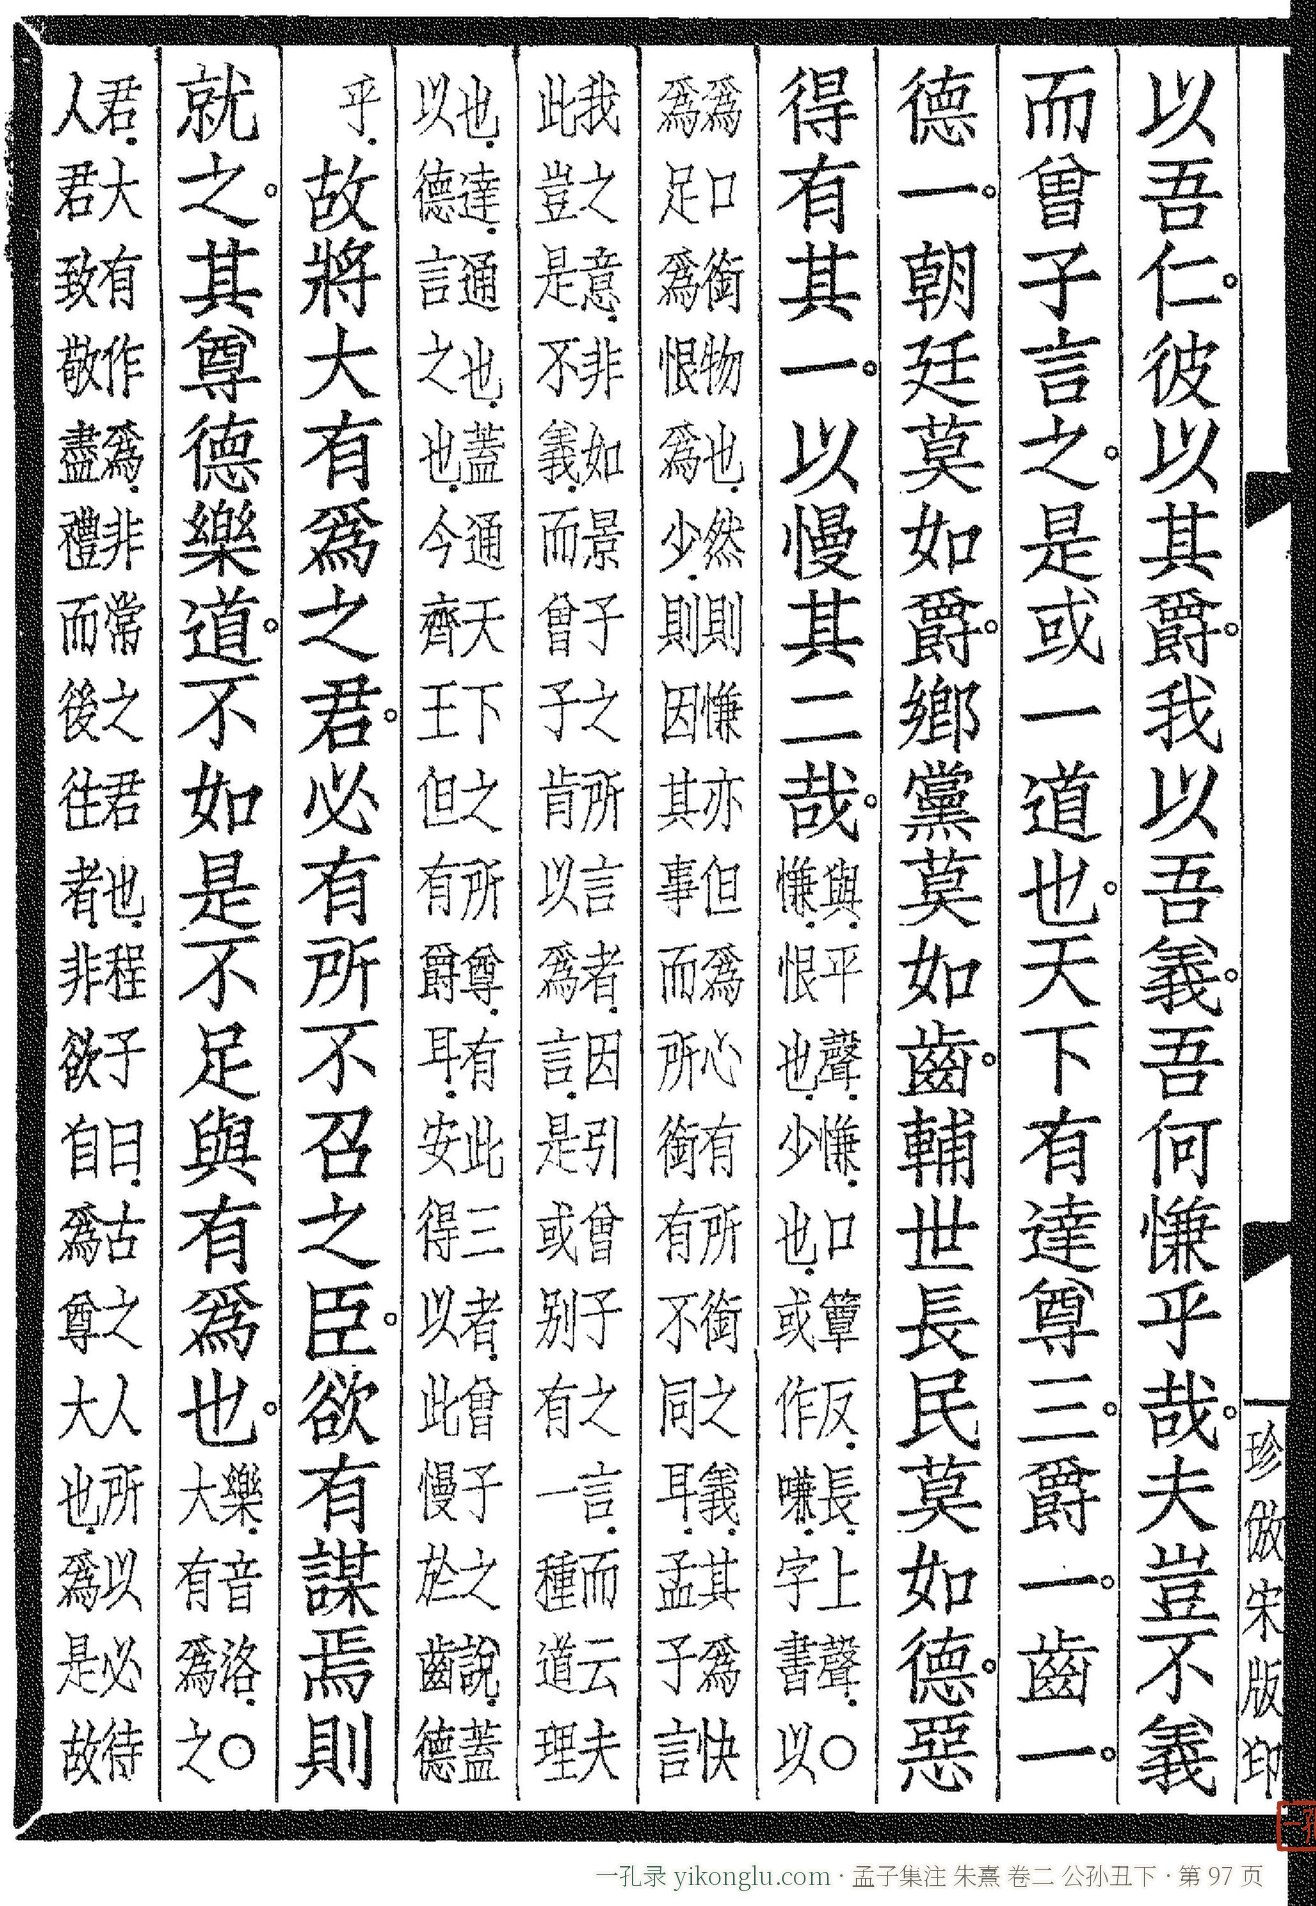 珍倣宋版印
以吾仁。彼以其爵。我以吾義。吾何慊乎哉。夫豈不義
而曾子言之。是或一道也。天下有達尊三。爵一。齒一。
德一。朝廷莫如爵。鄉黨莫如齒。輔世長民莫如德。惡
得有其一。以慢其二哉。與平聲慊口簟反長上聲○
慊恨也少也或作嗛字書以
爲口銜物也然則慊亦但爲心有所銜之義其爲快
爲足爲恨爲少則因其事而所銜有不同耳孟子言
我之意非如景子之所言者因引曾子之言而云夫
此豈是不義而曾子肯以爲言是或别有一種道理
也達通也蓋通天下之所尊有此三者曾子之說蓋
以德言之也今齊王但有爵耳安得以此慢於齒德
乎故將大有爲之君。必有所不召之臣。欲有謀焉則
就之。其尊德樂道。不如是不足與有爲也。樂音洛○
大有爲之
君大有作爲非常之君也程子曰古之人所以必待
人君致敬盡禮而後往者非欲自爲尊大也爲是故
一孔录 yikonglu.com · 孟子集注 朱熹 卷二 公孙丑下 · 第 97 页